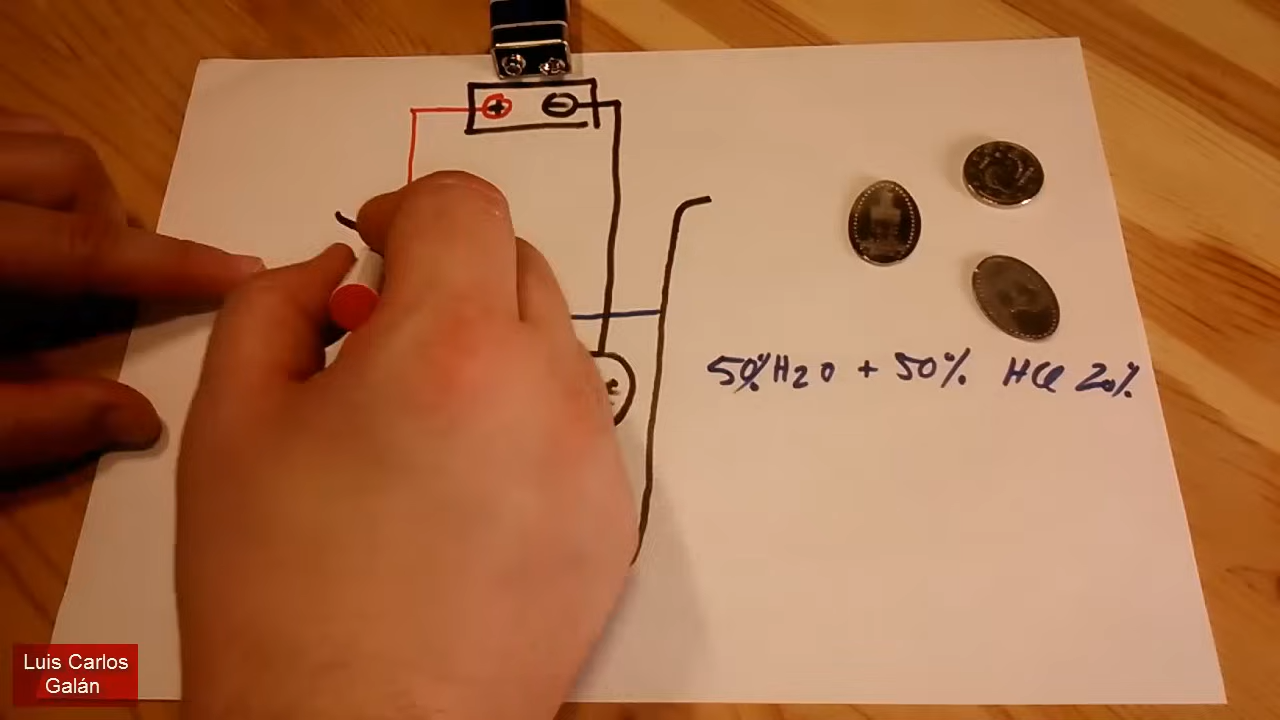 + −
50% H2O + 50% HCl 20%
Luis Carlos
Galán